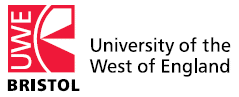 UWE
BRISTOL
University of the
West of England